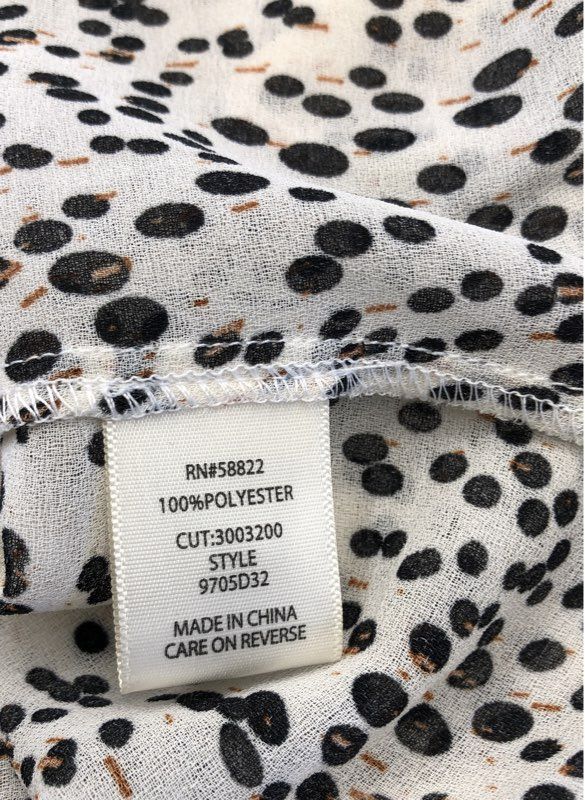 RN#58822
100%POLYESTER
CUT:3003200
STYLE
9705D32
MADE IN CHINA
CARE ON REVERSE